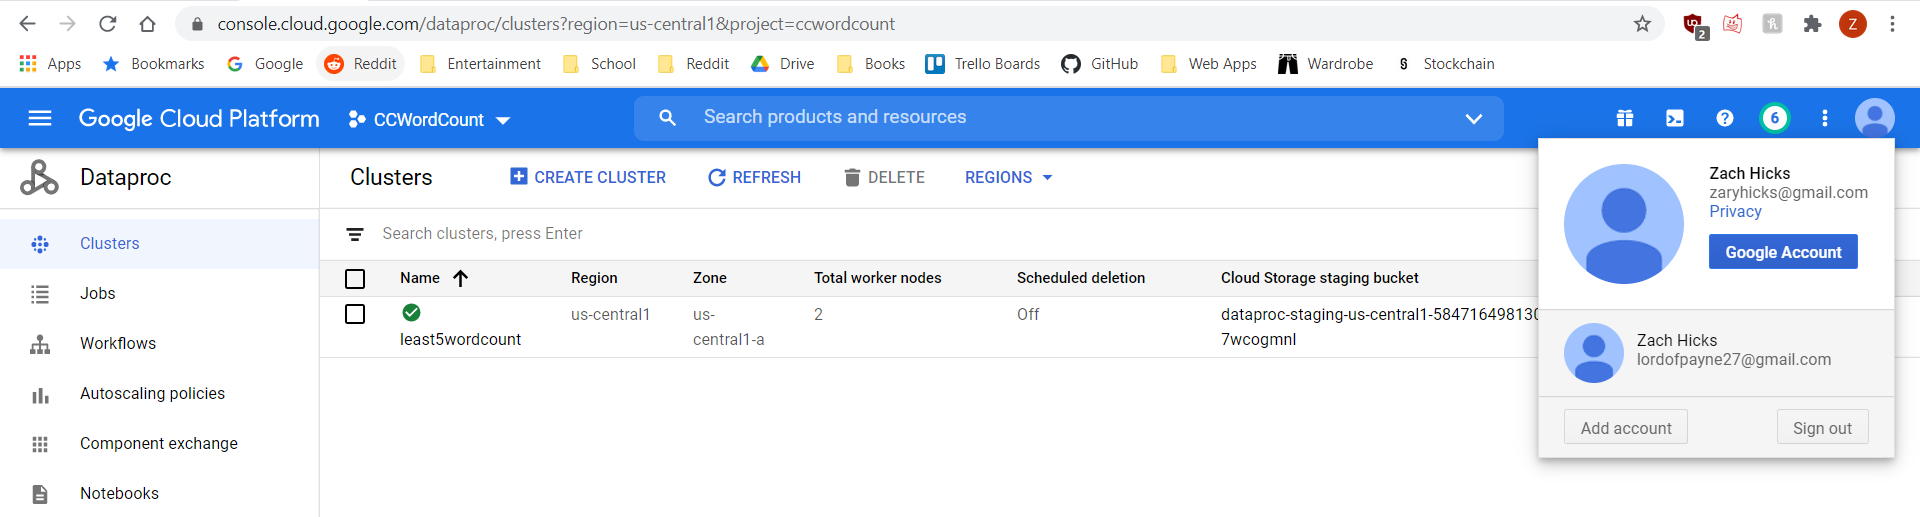 console.cloud.google.com/dataproc/clusters?region=us-central1&project=ccwordcount
2
Z
Apps Bookmarks Google Reddit Entertainment School Reddit Drive Books Trello Boards GitHub Web Apps Wardrobe Stockchain
Google Cloud Platform CCWordCount Search products and resources 6
Dataproc Clusters CREATE CLUSTER REFRESH DELETE REGIONS
Clusters
Jobs
Workflows
Autoscaling policies
Component exchange
Notebooks
Search clusters, press Enter
Name Region Zone Total worker nodes Scheduled deletion Cloud Storage staging bucket
least5wordcount us-central1 us-central1-a 2 Off dataproc-staging-us-central1-584716498130
7wcogmnl
Zach Hicks
zaryhicks@gmail.com
Privacy
Google Account
Zach Hicks
lordofpayne27@gmail.com
Add account Sign out